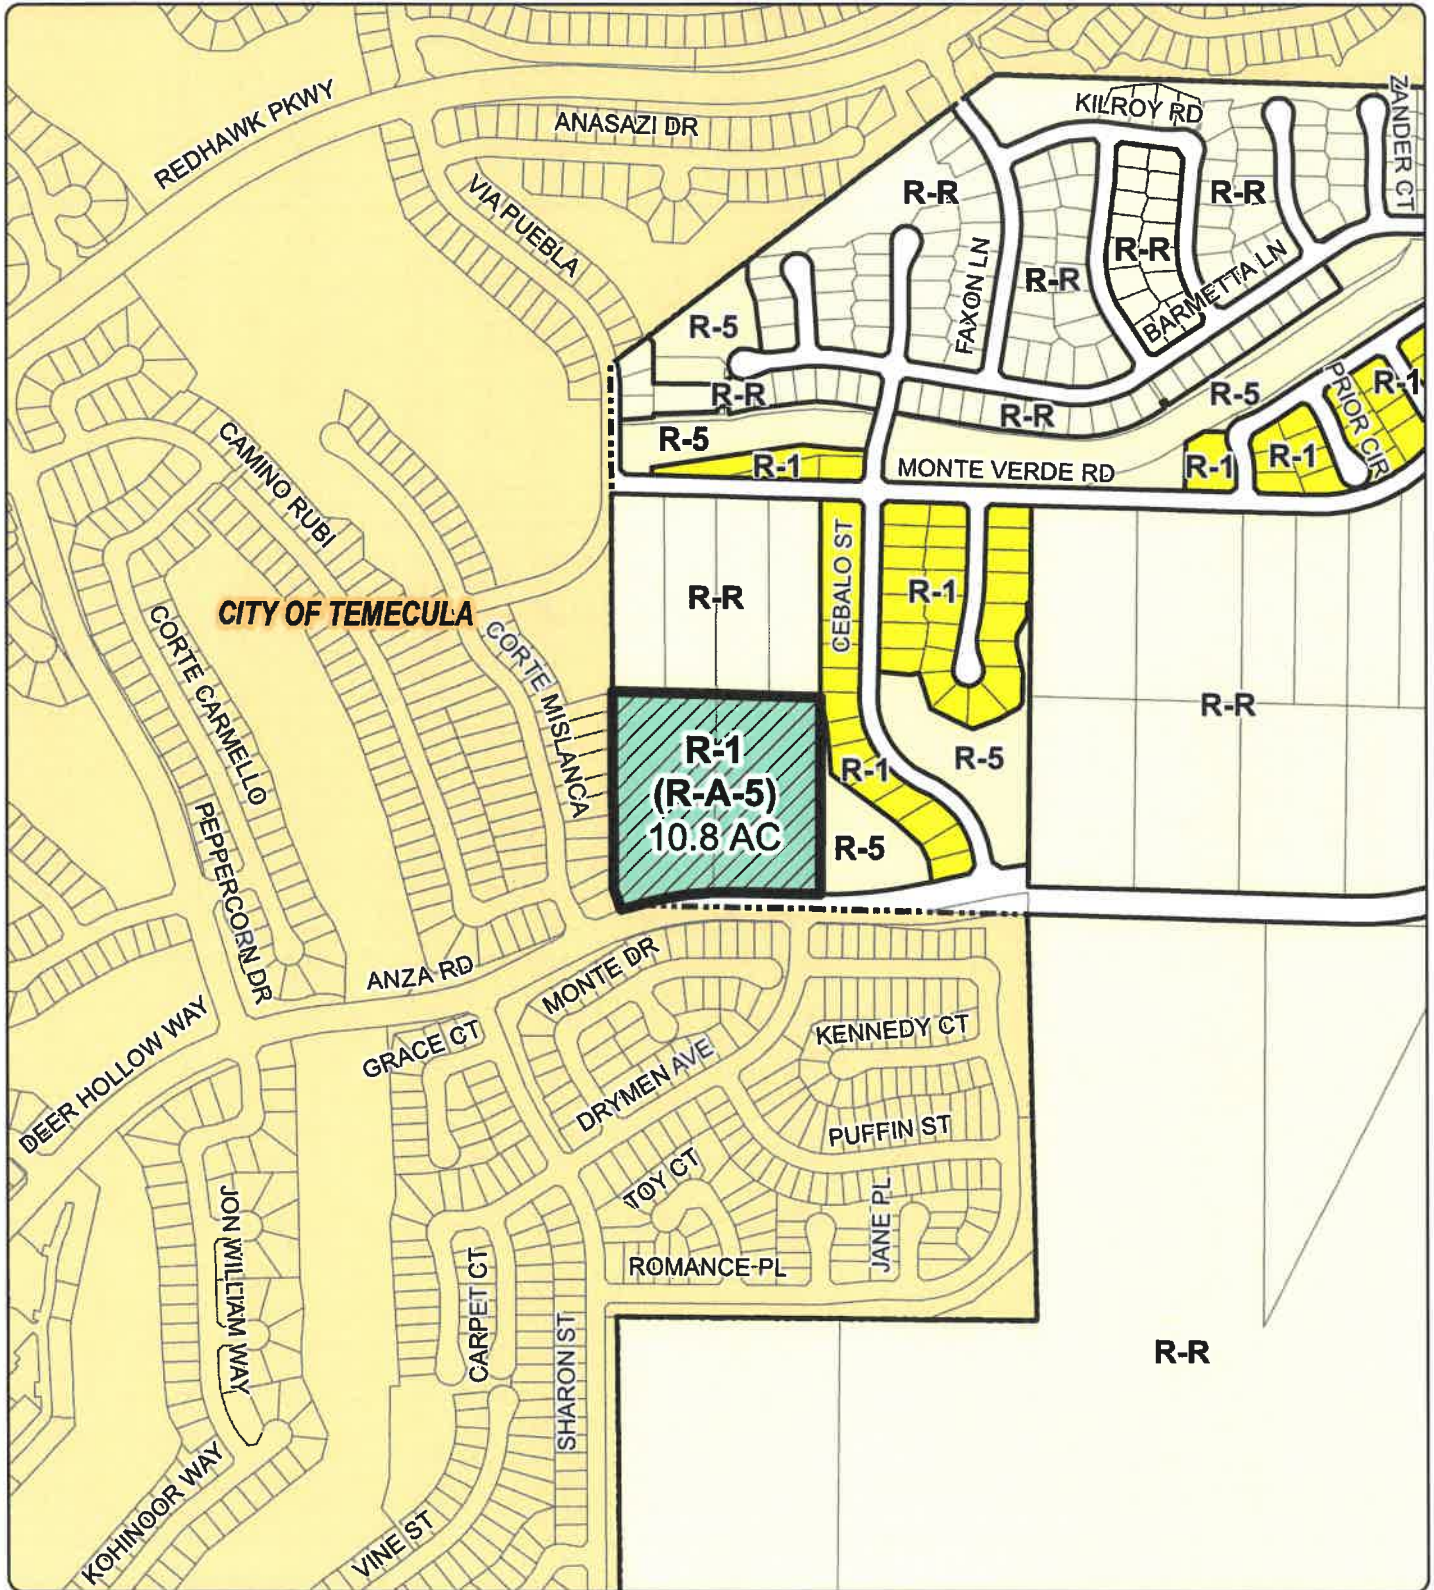 ZANDER CT
KILROY RD
REDHAWK PKWY
ANASAZI DR
VIA PUEBLA
R-R
R-R
R-R
R-R
FAXON LN
BARMETTA LN
R-5
R-R
R-R
R-5
PRIOR CIR
R-1
R-5
R-1
MONTE VERDE RD
R-1
R-1
CAMINO RUBI
CITY OF TEMECULA
R-R
CEBALO ST
R-1
CORTE CARMELLO
CORTE MISLANCA
R-R
R-1
(R-A-5)
10.8 AC
R-1
R-5
R-5
PEPPERCORN DR
ANZA RD
MONTE DR
DEER HOLLOW WAY
GRACE CT
KENNEDY CT
DRYMEN AVE
PUFFIN ST
TOY CT
JANE PL
JON WILLIAM WAY
ROMANCE PL
CARPET CT
SHARON ST
R-R
KOHINOOR WAY
VINE ST